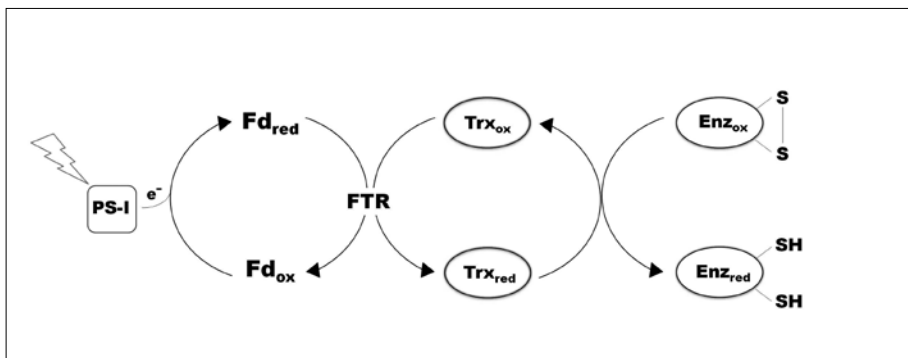 Fd_red
Trx_ox
Enz_ox
S
S
PS-I
e⁻
FTR
Fd_ox
Trx_red
Enz_red
SH
SH